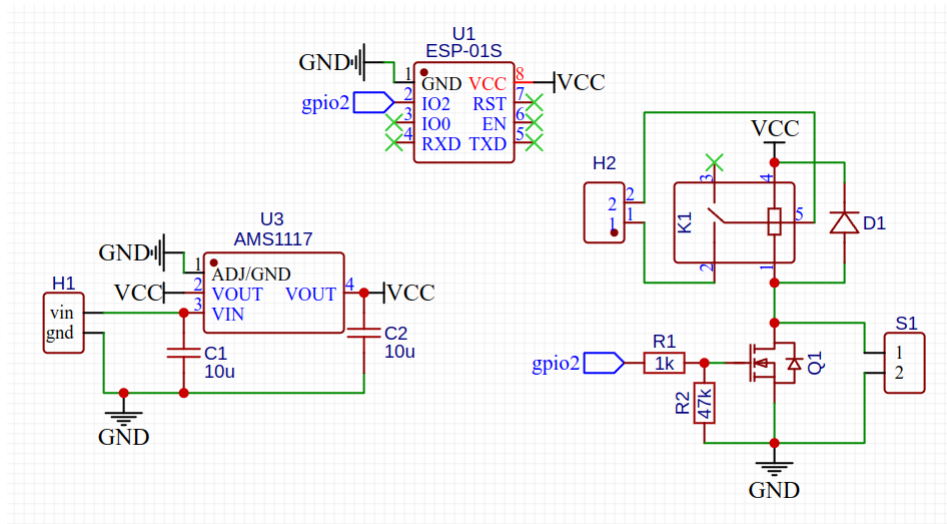 U1
ESP-01S
GND
1
GND
VCC
8
VCC
gpio2
2
IO2
RST
7
3
IO0
EN
6
4
RXD
TXD
5
U3
AMS1117
GND
1
ADJ/GND
VCC
2
VOUT
VOUT
4
VCC
3
VIN
H1
vin
gnd
C1
10u
C2
10u
GND
VCC
H2
2
2
1
1
3
4
K1
5
D1
2
1
S1
1
2
gpio2
R1
1k
Q1
R2
47k
GND